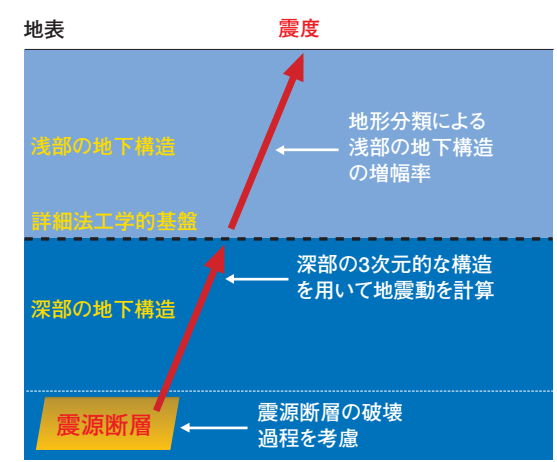 地表
震度
地形分類による
浅部の地下構造
の増幅率
浅部の地下構造
詳細法工学的基盤
深部の3次元的な構造
を用いて地震動を計算
深部の地下構造
震源断層
震源断層の破壊
過程を考慮